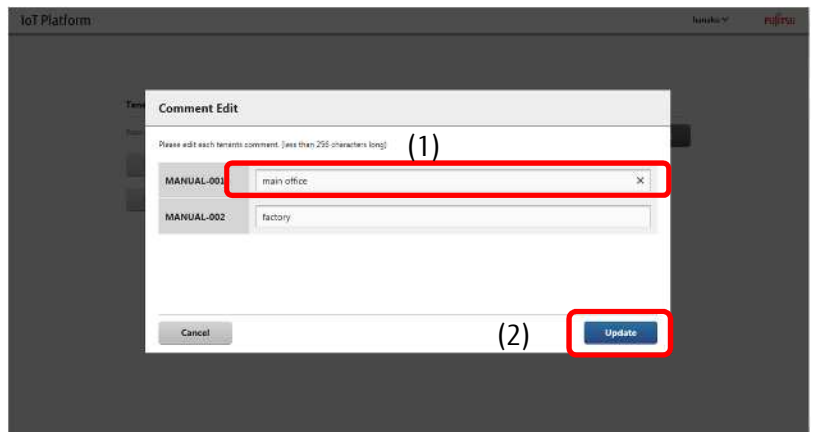 IoT Platform
hanako
FUJITSU
Comment Edit
Please edit each tenants comment. (less than 256 characters long)
(1)
MANUAL-001
main office
MANUAL-002
factory
Cancel
(2)
Update